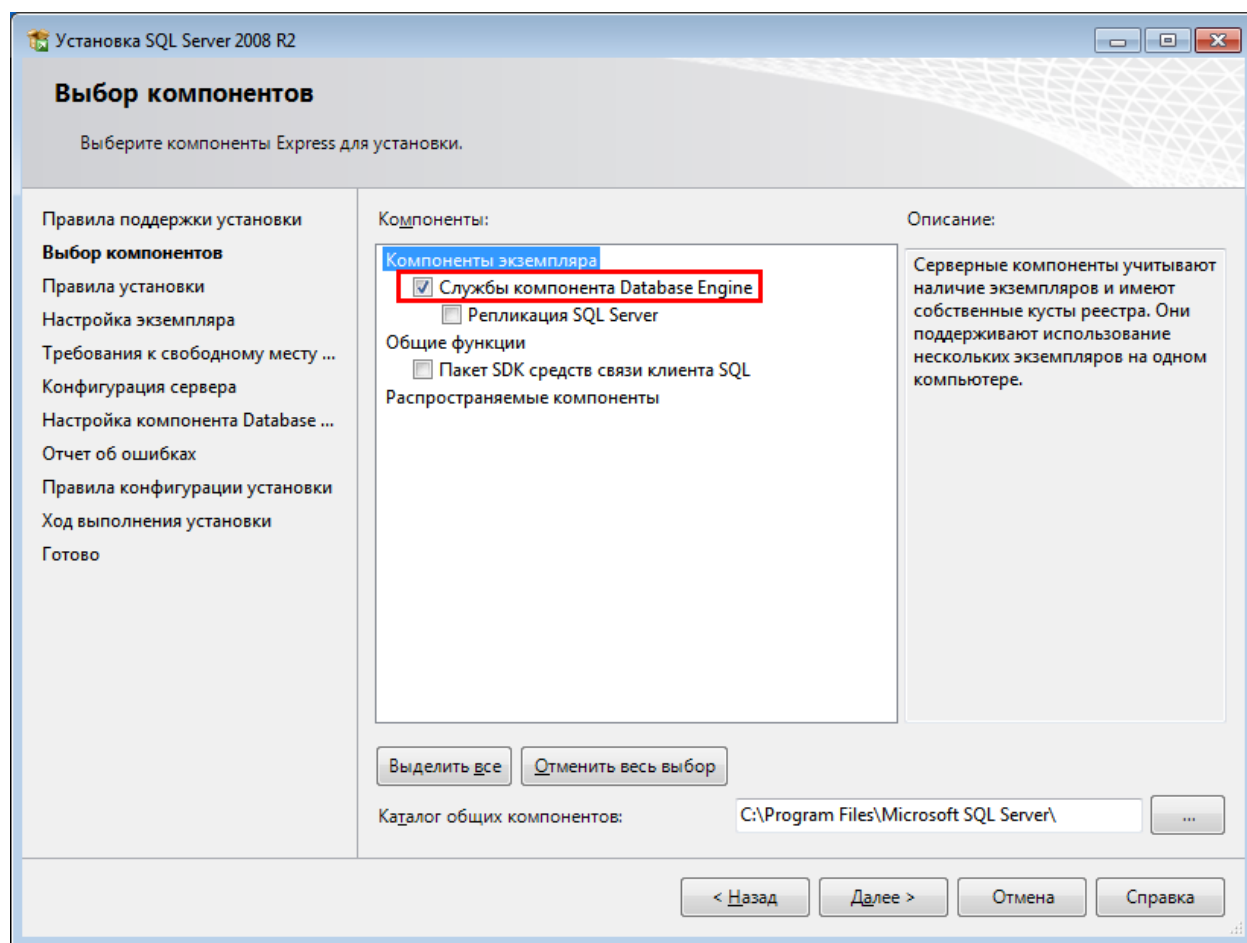 Установка SQL Server 2008 R2
Выбор компонентов
Выберите компоненты Express для установки.
Правила поддержки установки
Выбор компонентов
Правила установки
Настройка экземпляра
Требования к свободному месту ...
Конфигурация сервера
Настройка компонента Database ...
Отчет об ошибках
Правила конфигурации установки
Ход выполнения установки
Готово
Компоненты:
Компоненты экземпляра
Службы компонента Database Engine
Репликация SQL Server
Общие функции
Пакет SDK средств связи клиента SQL
Распространяемые компоненты
Описание:
Серверные компоненты учитывают
наличие экземпляров и имеют
собственные кусты реестра. Они
поддерживают использование
нескольких экземпляров на одном
компьютере.
Выделить все
Отменить весь выбор
Каталог общих компонентов:
C:\Program Files\Microsoft SQL Server\
...
< Назад
Далее >
Отмена
Справка